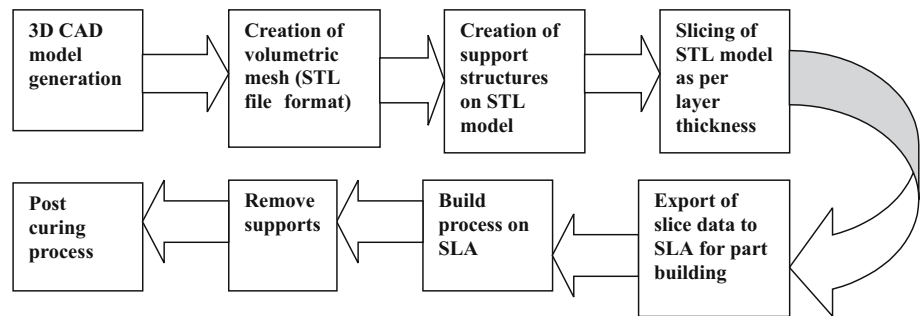 3D CAD
model
generation
Creation of
volumetric
mesh (STL
file format)
Creation of
support
structures
on STL
model
Slicing of
STL model
as per
layer
thickness
Export of
slice data to
SLA for part
building
Build
process on
SLA
Remove
supports
Post
curing
process